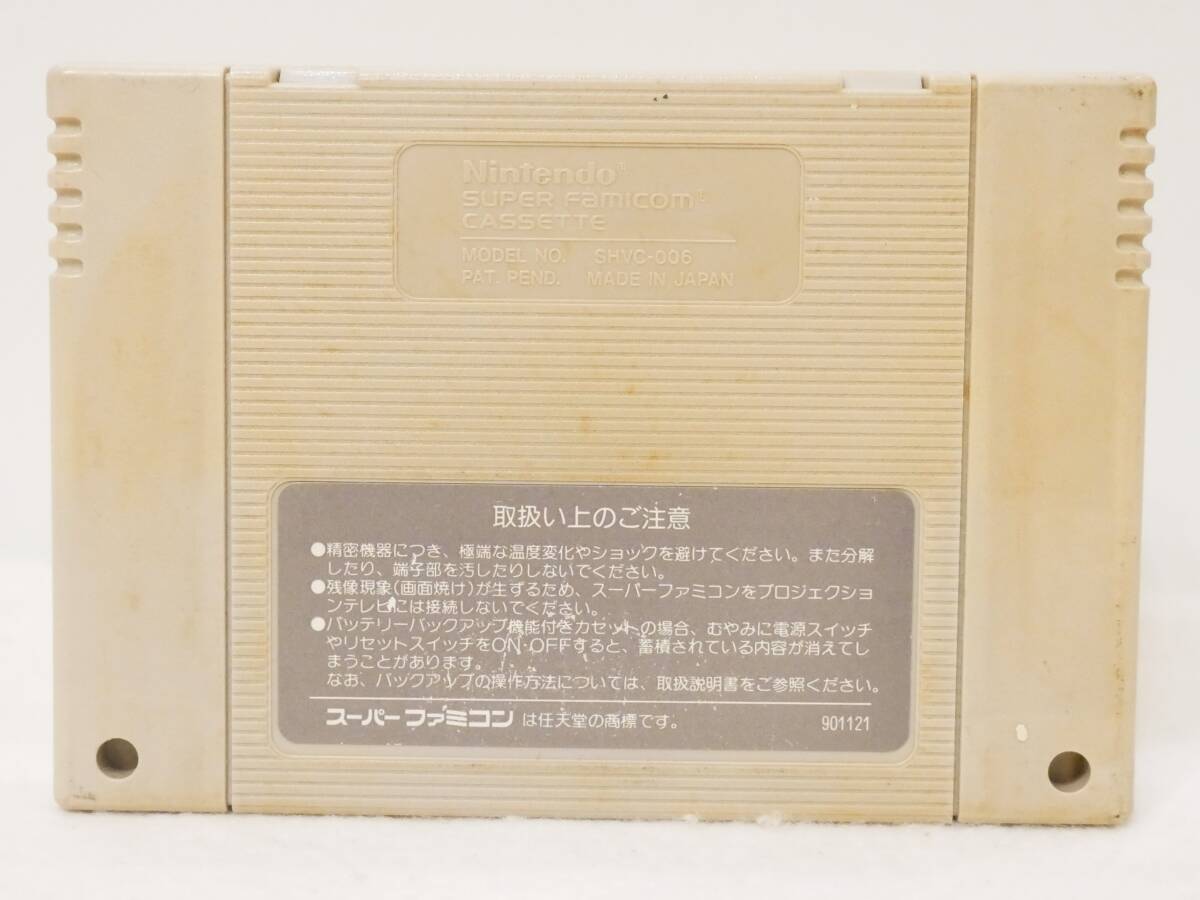 Nintendo
SUPER FAMICOM
CASSETTE
MODEL NO. SHVC-006
PAT. PEND. MADE IN JAPAN
取扱い上のご注意
●精密機器につき、極端な温度変化やショックを避けてください。また分解
したり、端子部を汚したりしないでください。
●残像現象(画面焼け)が生ずるため、スーパーファミコンをプロジェクショ
ンテレビには接続しないでください。
●バッテリーバックアップ機能付きカセットの場合、むやみに電源スイッチ
やリセットスイッチをON・OFFすると、蓄積されている内容が消えてし
まうことがあります。
なお、バックアップの操作方法については、取扱説明書をご参照ください。
スーパーファミコン は任天堂の商標です。 901121